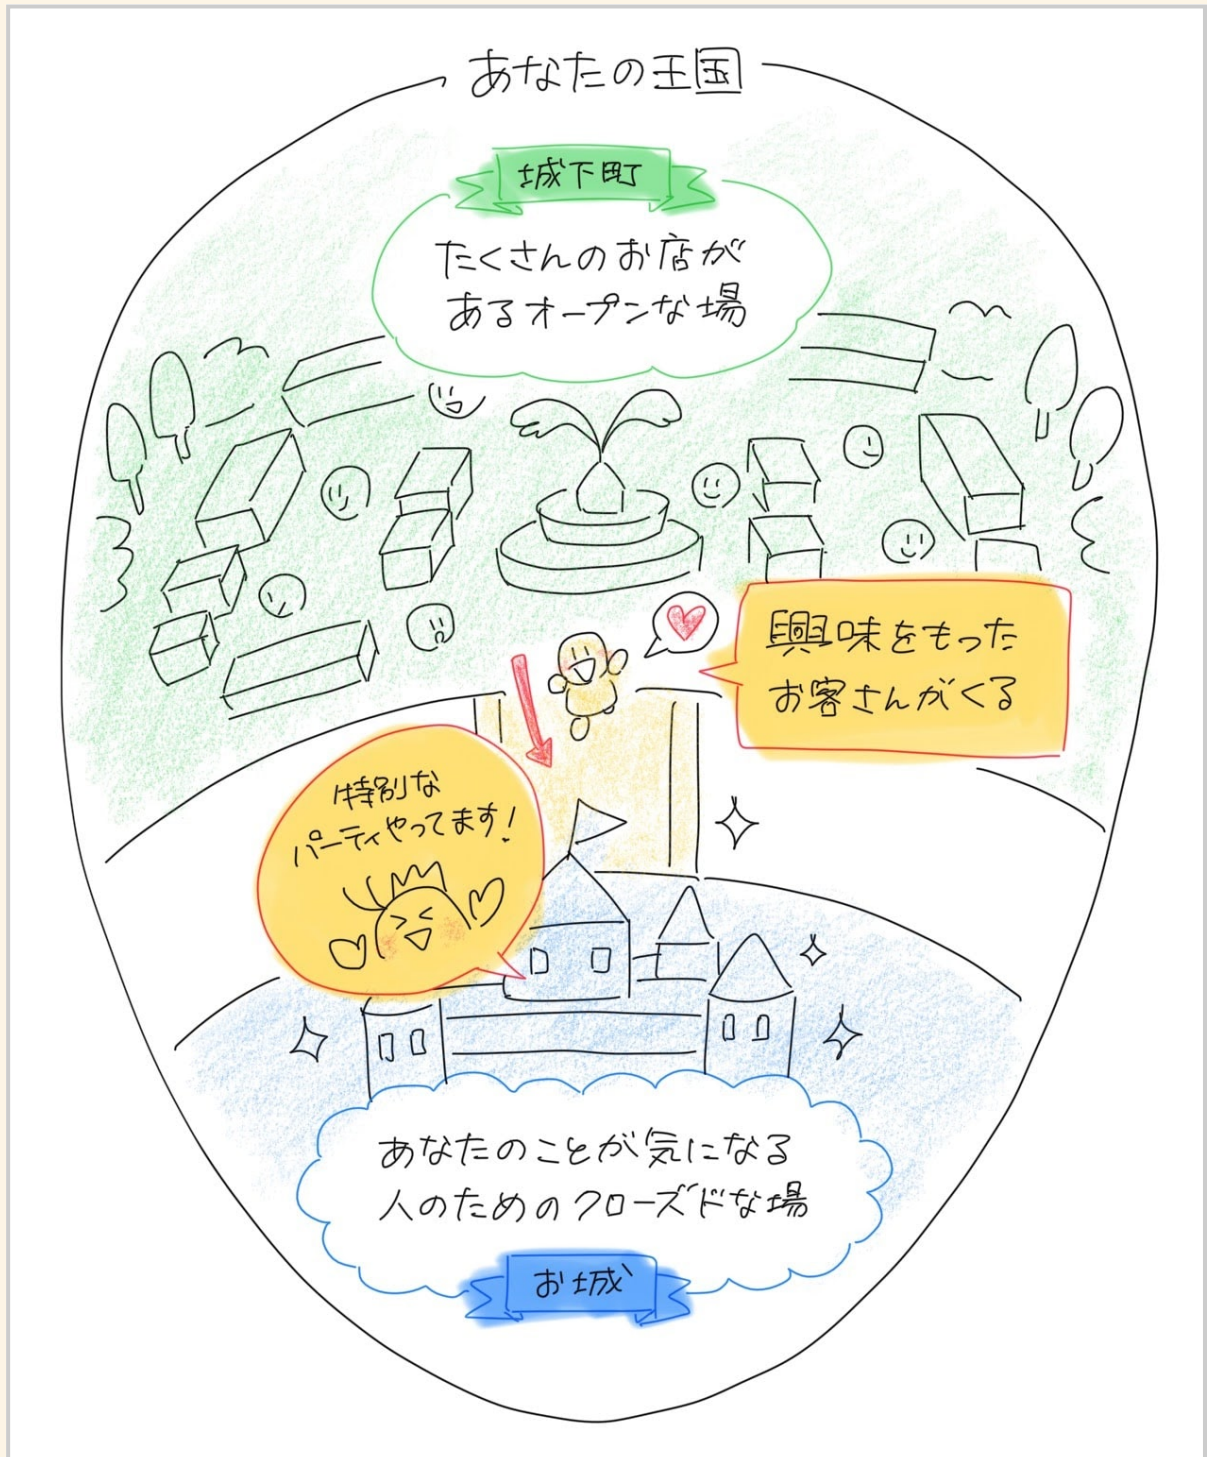 あなたの王国
城下町
たくさんのお店が
あるオープンな場
興味をもった
お客さんがくる
特別な
パーティやってます!
あなたのことが気になる
人のためのクローズドな場
お城